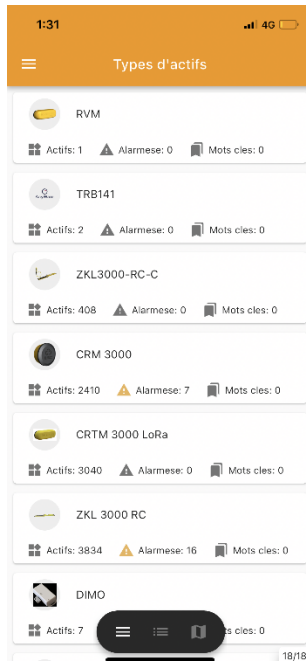 1:31 4G
Types d'actifs
RVM
Actifs: 1 Alarmese: 0 Mots cles: 0
TRB141
Actifs: 2 Alarmese: 0 Mots cles: 0
ZKL3000-RC-C
Actifs: 408 Alarmese: 0 Mots cles: 0
CRM 3000
Actifs: 2410 Alarmese: 7 Mots cles: 0
CRTM 3000 LoRa
Actifs: 3040 Alarmese: 0 Mots cles: 0
ZKL 3000 RC
Actifs: 3834 Alarmese: 16 Mots cles: 0
DIMO
Actifs: 7 ts cles: 0
18/18